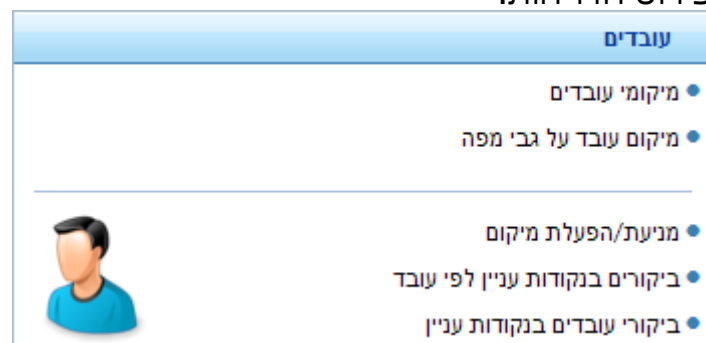 עובדים
מיקומי עובדים
מיקום עובד על גבי מפה
מניעת/הפעלת מיקום
ביקורים בנקודות עניין לפי עובד
ביקורי עובדים בנקודות עניין